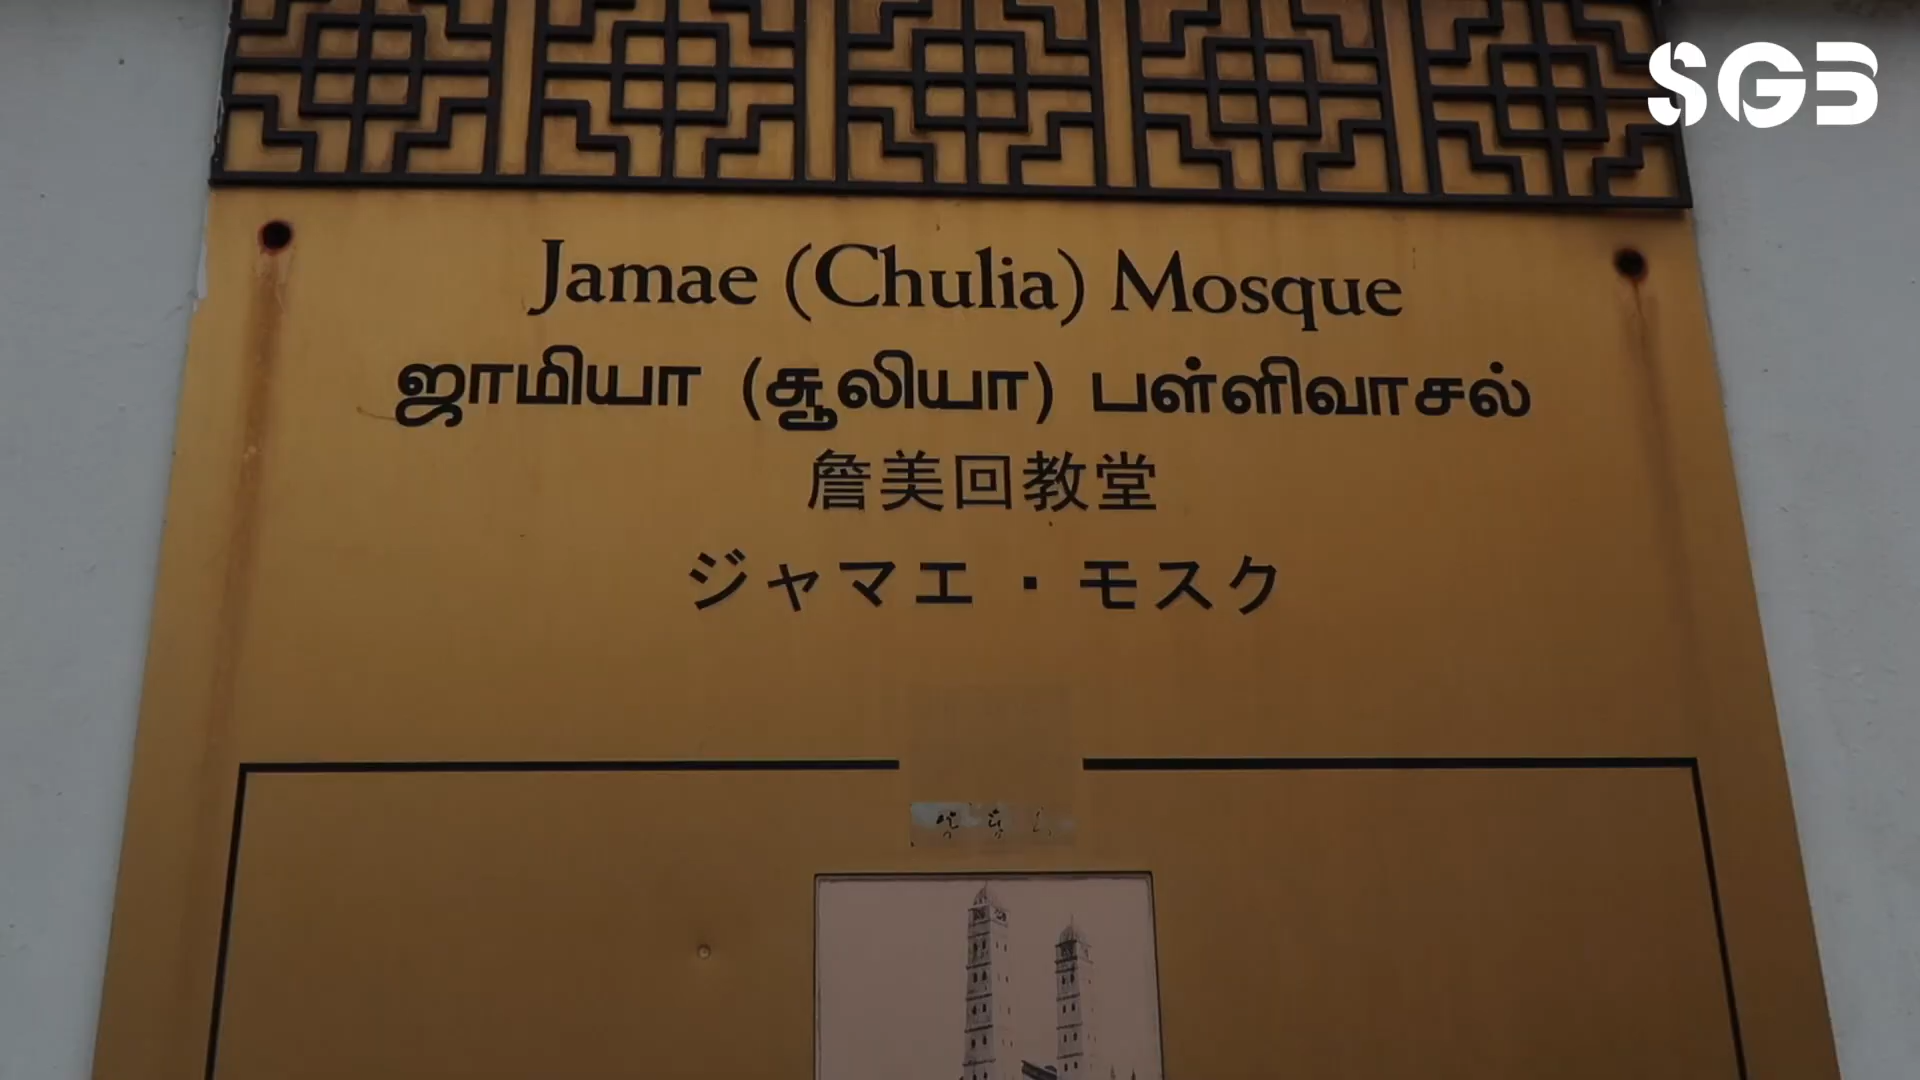 SGB
Jamae (Chulia) Mosque
ஜாமியா (சூலியா) பள்ளிவாசல்
詹美回教堂
ジャマエ・モスク